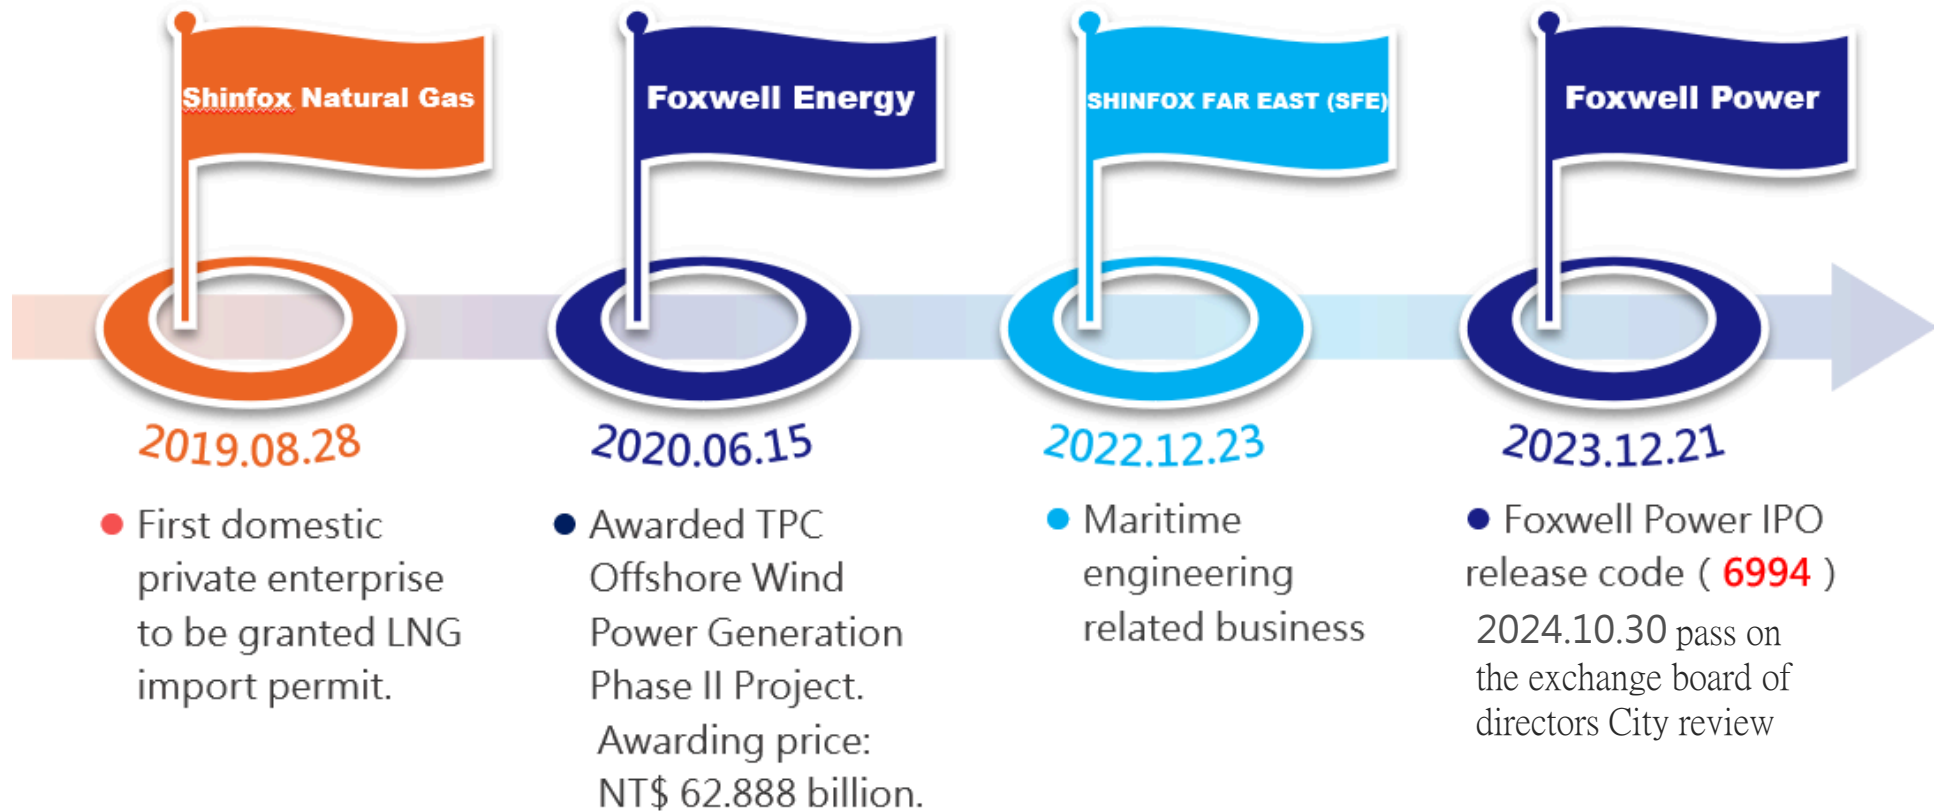 Shinfox Natural Gas
2019.08.28
● First domestic
private enterprise
to be granted LNG
import permit.
Foxwell Energy
2020.06.15
● Awarded TPC
Offshore Wind
Power Generation
Phase II Project.
Awarding price:
NT$ 62.888 billion.
SHINFOX FAR EAST (SFE)
2022.12.23
● Maritime
engineering
related business
Foxwell Power
2023.12.21
● Foxwell Power IPO
release code ( 6994 )
2024.10.30 pass on
the exchange board of
directors City review